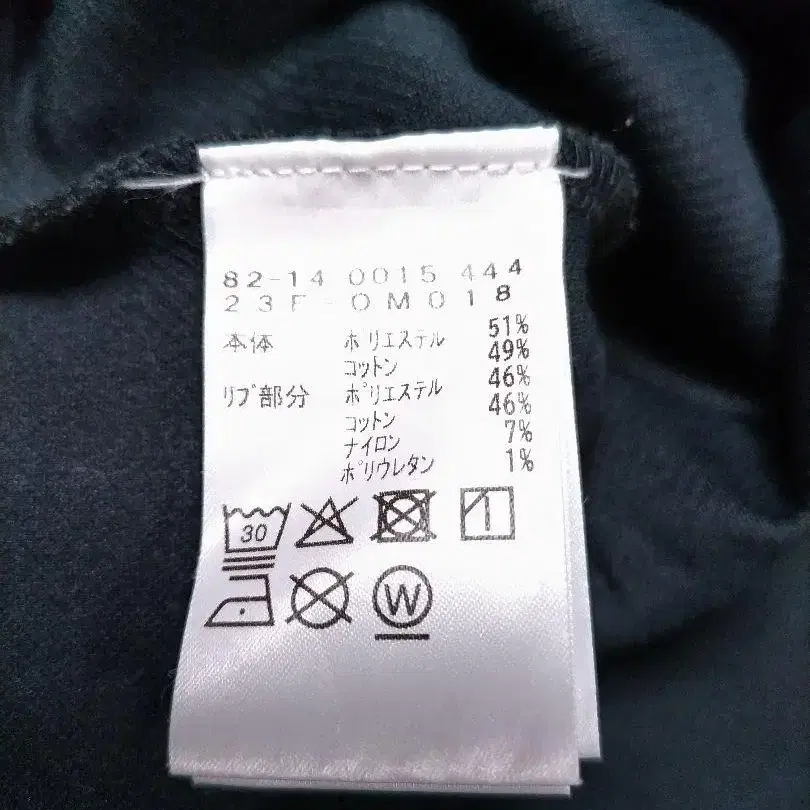 82-14 0015 444
23F-0M018
本体 ポリエステル 51%
コットン 49%
リブ部分 ポリエステル 46%
コットン 46%
ナイロン 7%
ポリウレタン 1%
30
W